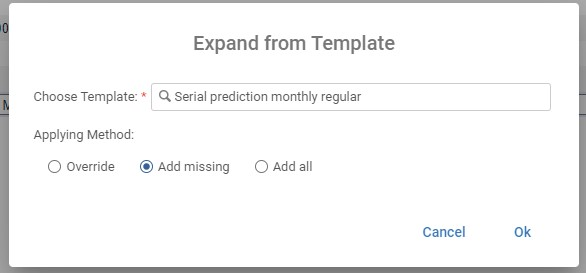 Expand from Template
Choose Template: * Serial prediction monthly regular
Applying Method:
Override Add missing Add all
Cancel Ok